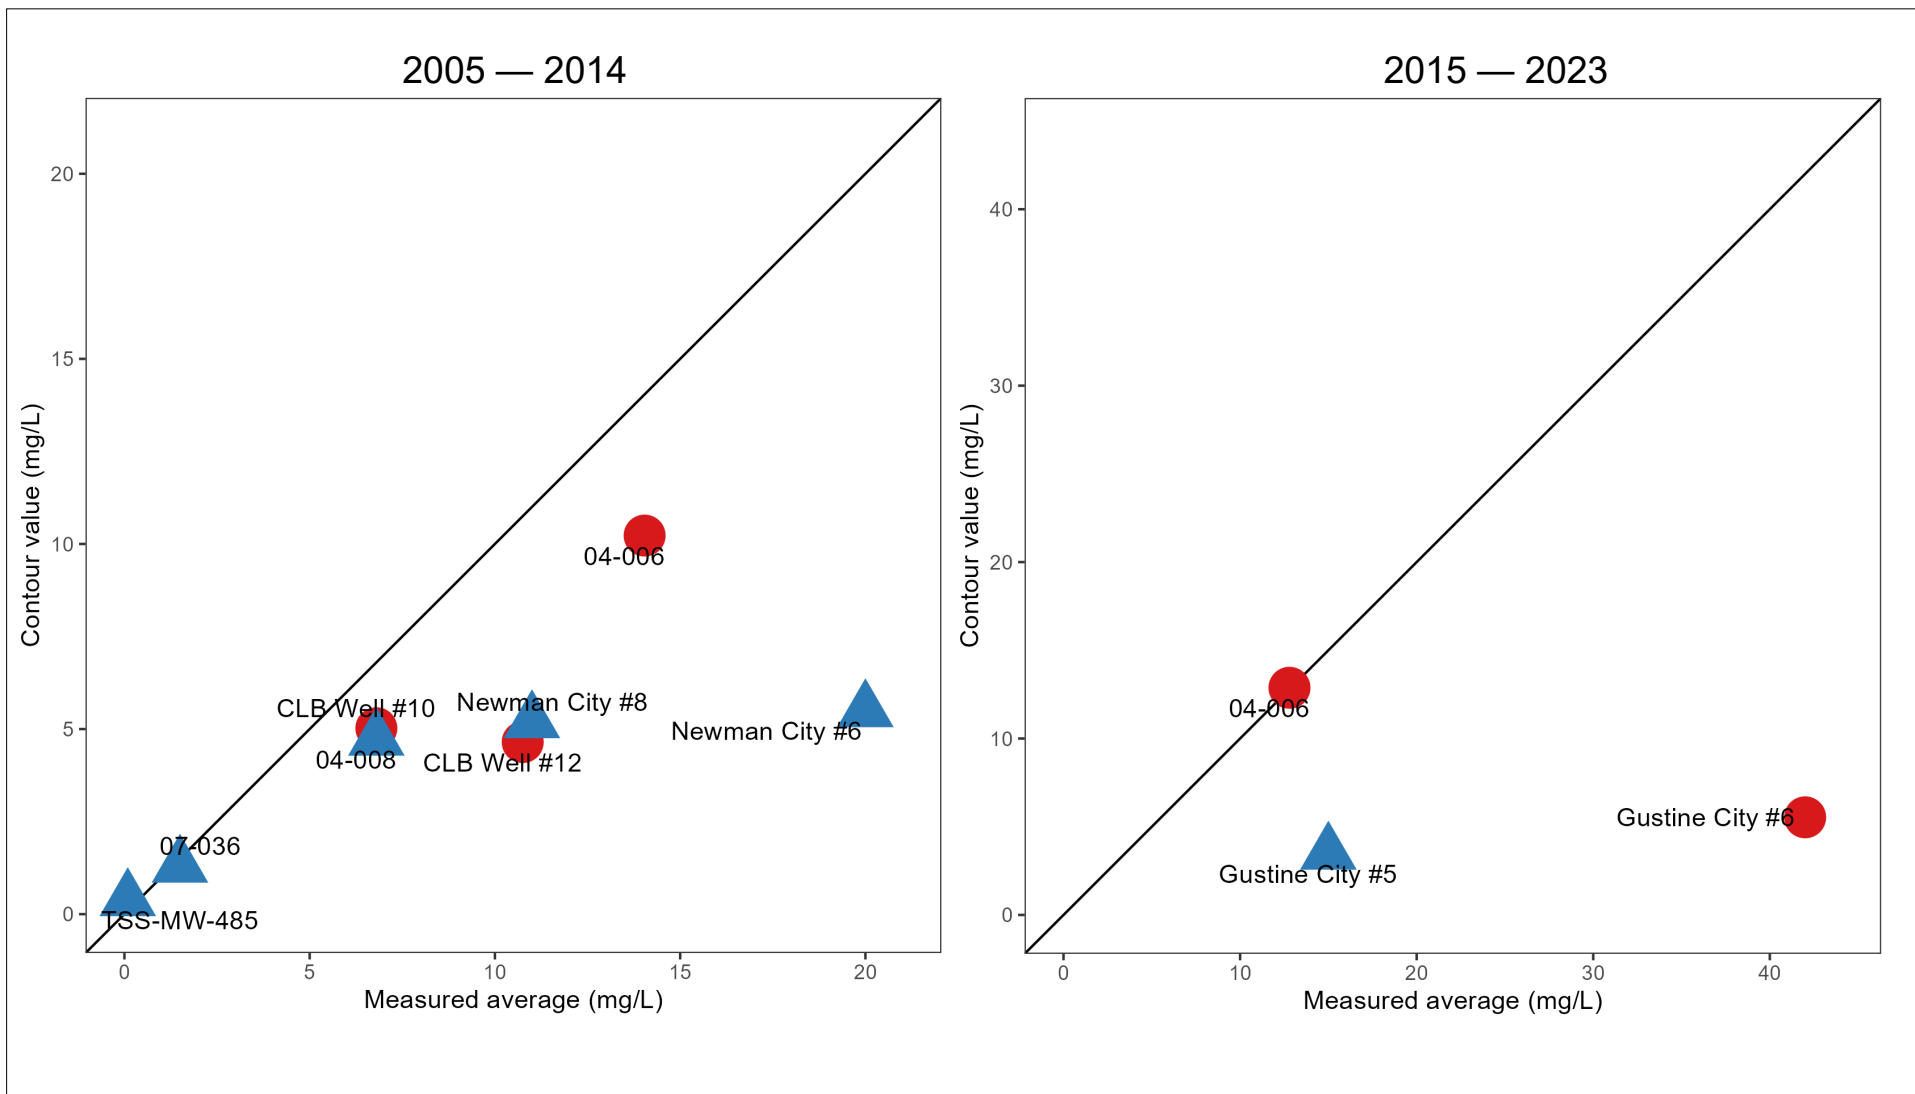 2005 — 2014
20
15
10
5
0
Contour value (mg/L)
04-006
CLB Well #10
Newman City #8
Newman City #6
04-008
CLB Well #12
07-036
TSS-MW-485
0 5 10 15 20
Measured average (mg/L)
2015 — 2023
40
30
20
10
0
Contour value (mg/L)
04-006
Gustine City #6
Gustine City #5
0 10 20 30 40
Measured average (mg/L)